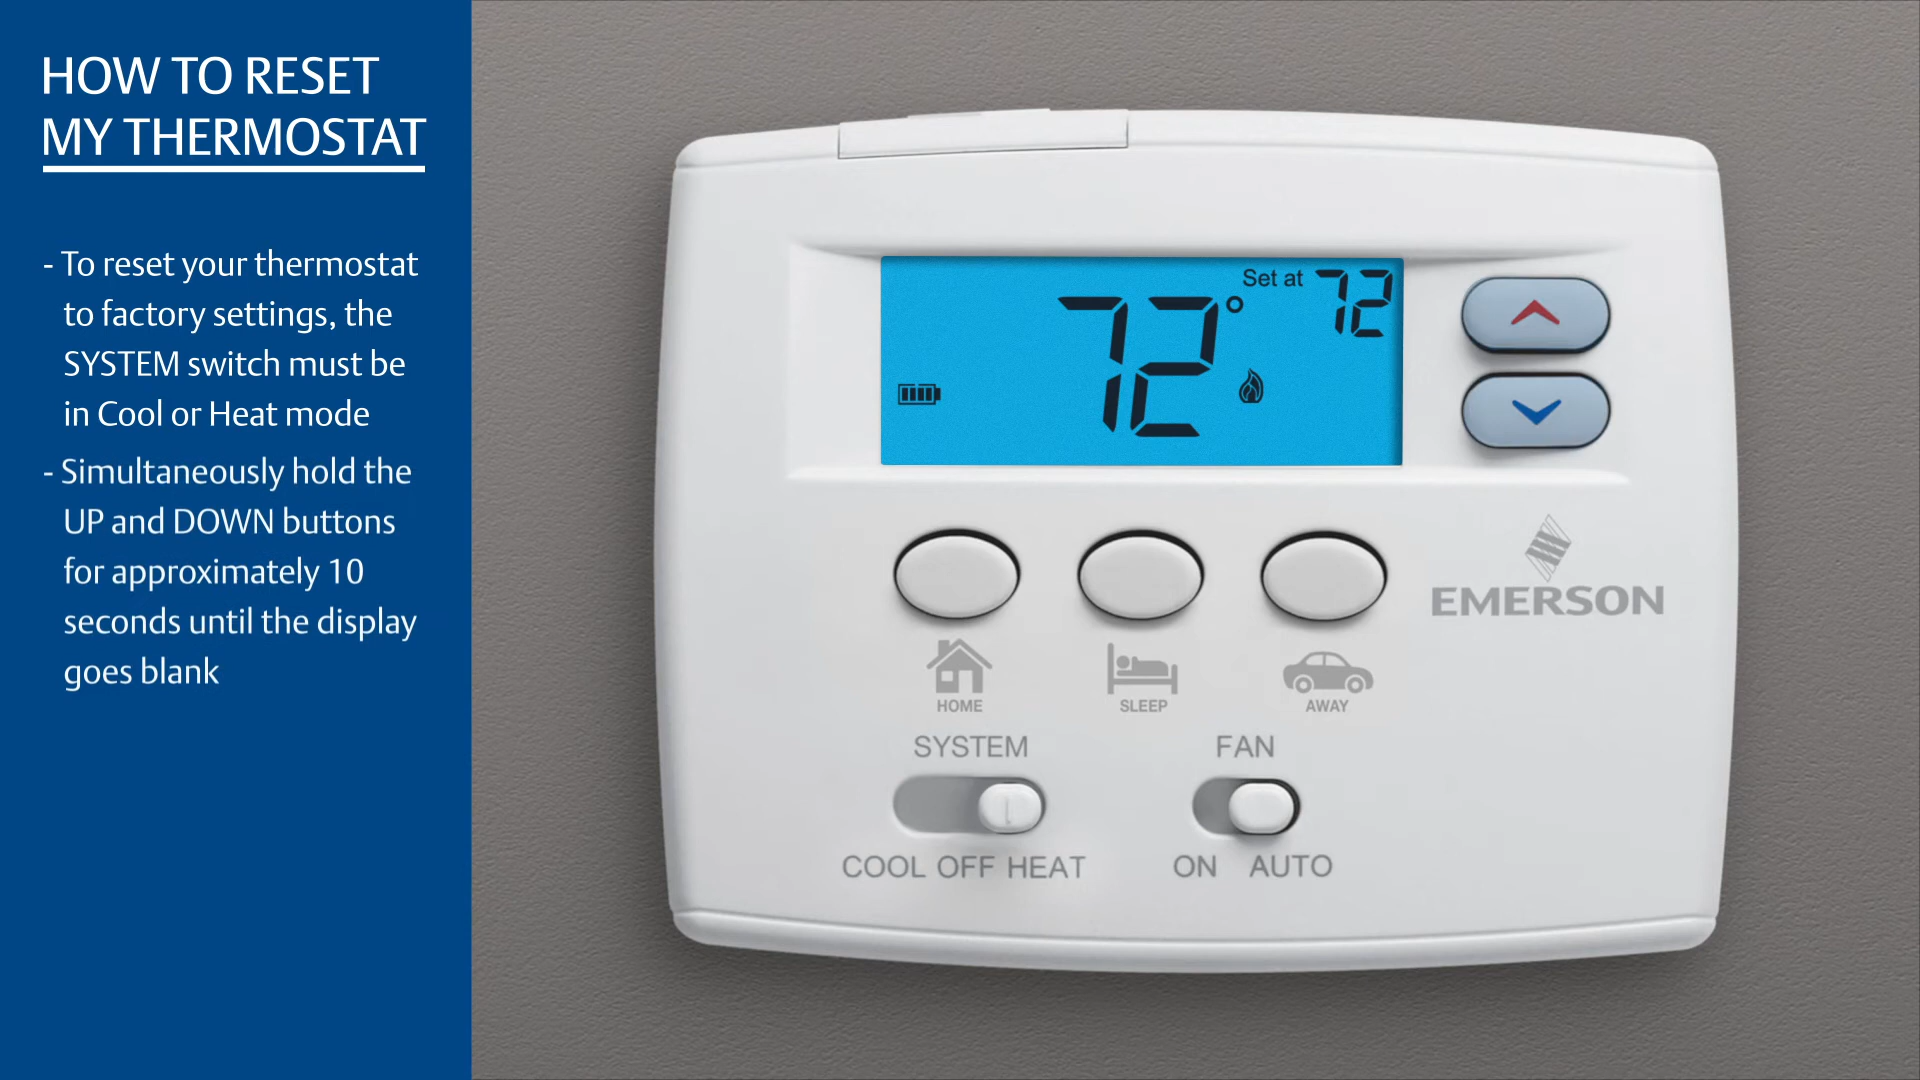 HOW TO RESET
MY THERMOSTAT
- To reset your thermostat
to factory settings, the
SYSTEM switch must be
in Cool or Heat mode
- Simultaneously hold the
UP and DOWN buttons
for approximately 10
seconds until the display
goes blank
Set at 72
72°
EMERSON
HOME SLEEP AWAY
SYSTEM FAN
COOL OFF HEAT ON AUTO